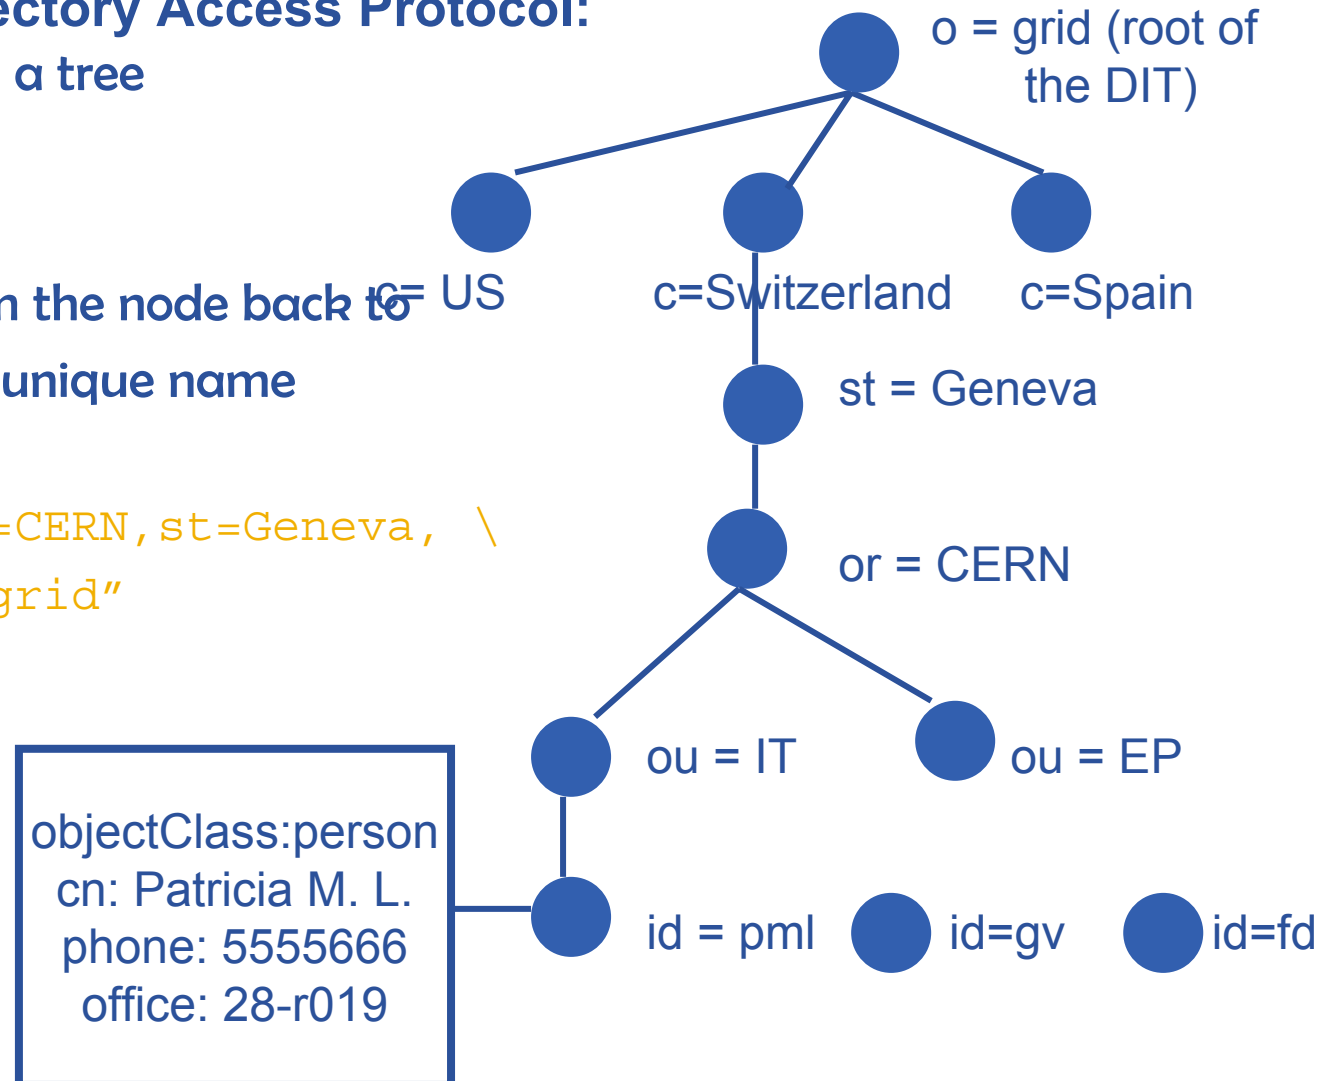 ectory Access Protocol:
a tree
o = grid (root of
the DIT)
n the node back to
c= US
c=Switzerland
c=Spain
unique name
st = Geneva
=CERN,st=Geneva, \
grid”
or = CERN
ou = IT
ou = EP
objectClass:person
cn: Patricia M. L.
phone: 5555666
office: 28-r019
id = pml
id=gv
id=fd